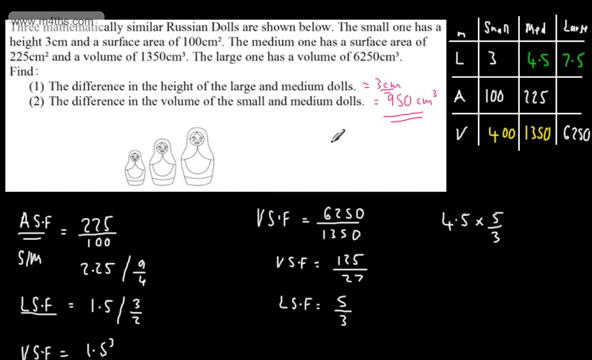 www.m4ths.com
Three mathematically similar Russian Dolls are shown below. The small one has a
height 3cm and a surface area of 100cm². The medium one has a surface area of
225cm² and a volume of 1350cm³. The large one has a volume of 6250cm³.
Find:
(1) The difference in the height of the large and medium dolls. = 3cm
(2) The difference in the volume of the small and medium dolls. = 950 cm³
M Small Med Large
L 3 4.5 7.5
A 100 225
V 400 1350 6250
A S.F = 225/100
S/M 2.25 / 9/4
L S.F = 1.5 / 3/2
V S.F = 1.5³
V S.F = 6250/1350
V S.F = 125/27
L S.F = 5/3
4.5 × 5/3